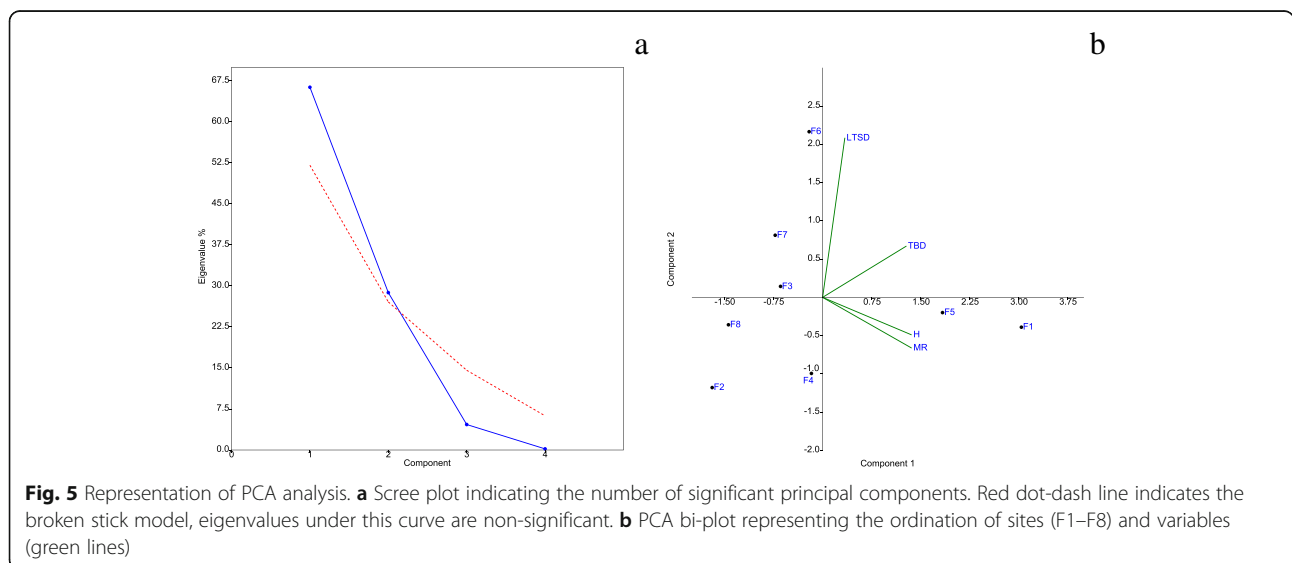 a
b
67.5
60.0
52.5
45.0
37.5
30.0
22.5
15.0
7.5
0.0
Eigenvalue %
0
1
2
3
4
Component
2.5
2.0
1.5
1.0
0.5
-0.5
-1.0
-1.5
-2.0
Component 2
-1.50
-0.75
0.75
1.50
2.25
3.00
3.75
Component 1
F6
LTSD
F7
TBD
F3
F8
F5
F1
H
MR
F4
F2
Fig. 5 Representation of PCA analysis. a Scree plot indicating the number of significant principal components. Red dot-dash line indicates the
broken stick model, eigenvalues under this curve are non-significant. b PCA bi-plot representing the ordination of sites (F1–F8) and variables
(green lines)